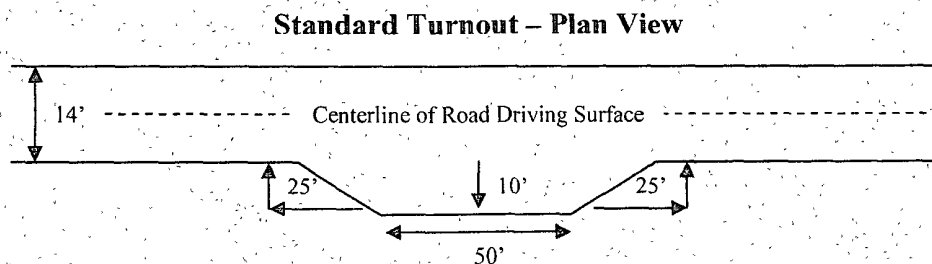 Standard Turnout – Plan View
14’
Centerline of Road Driving Surface
25’
10’
25’
50’